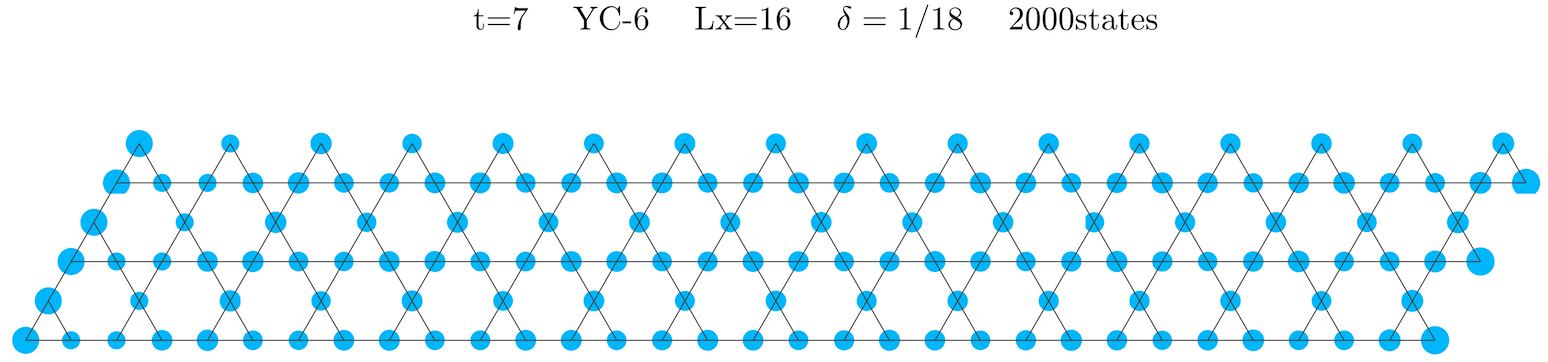 t=7 YC-6 Lx=16 δ = 1/18 2000states